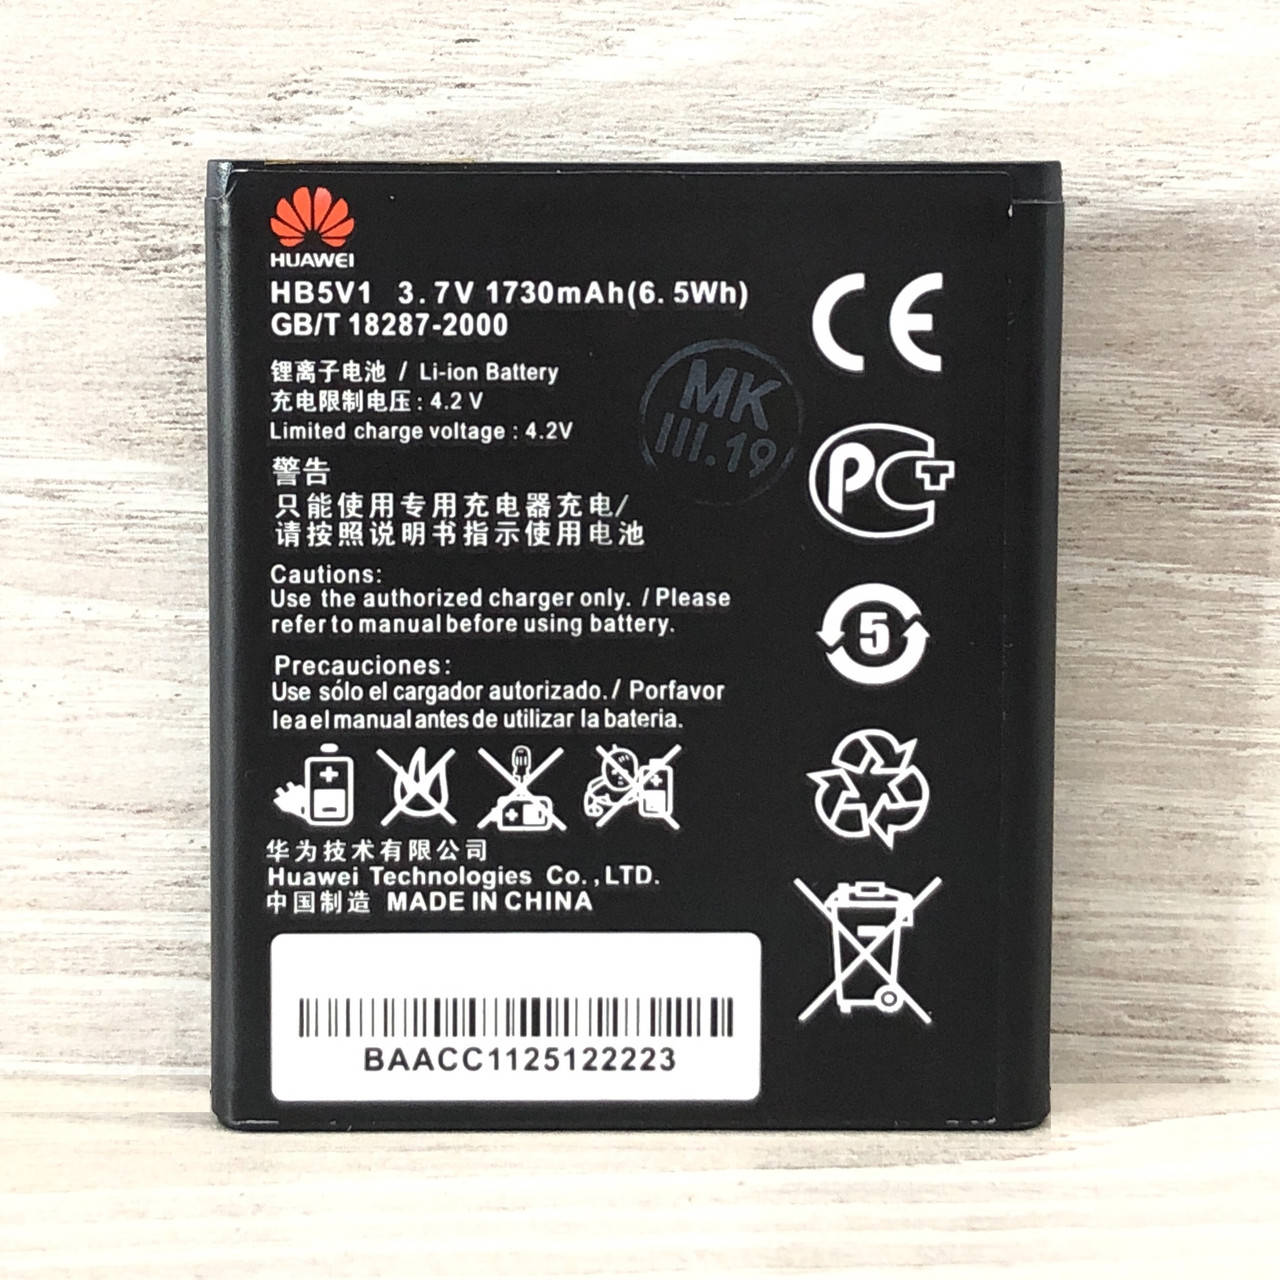 HUAWEI
HB5V1 3.7V 1730mAh(6.5Wh)
GB/T 18287-2000
锂离子电池 / Li-ion Battery
充电限制电压：4.2 V
Limited charge voltage : 4.2V
MK
III.19
警告
只能使用专用充电器充电/
请按照说明书指示使用电池
Cautions:
Use the authorized charger only. / Please
refer to manual before using battery.
Precauciones:
Use sólo el cargador autorizado. / Porfavor
lea el manual antes de utilizar la bateria.
华为技术有限公司
Huawei Technologies Co.,LTD.
中国制造 MADE IN CHINA
BAACC1125122223
CE
PCT
5